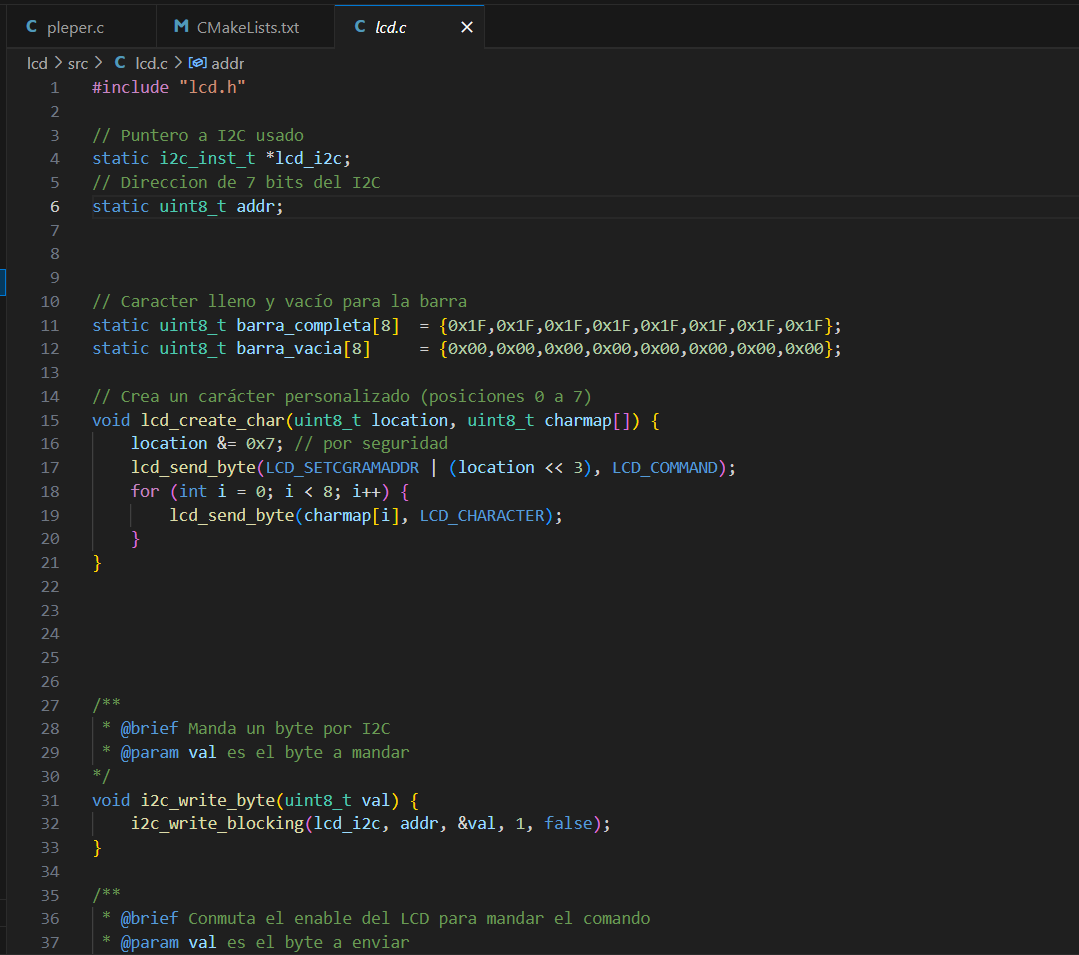 C pleper.c M CMakeLists.txt C lcd.c ×
lcd > src > C lcd.c > addr
1 #include "lcd.h"
2
3 // Puntero a I2C usado
4 static i2c_inst_t *lcd_i2c;
5 // Direccion de 7 bits del I2C
6 static uint8_t addr;
7
8
9
10 // Caracter lleno y vacío para la barra
11 static uint8_t barra_completa[8]  = {0x1F,0x1F,0x1F,0x1F,0x1F,0x1F,0x1F,0x1F};
12 static uint8_t barra_vacia[8]     = {0x00,0x00,0x00,0x00,0x00,0x00,0x00,0x00};
13
14 // Crea un carácter personalizado (posiciones 0 a 7)
15 void lcd_create_char(uint8_t location, uint8_t charmap[]) {
16     location &= 0x7; // por seguridad
17     lcd_send_byte(LCD_SETCGRAMADDR | (location << 3), LCD_COMMAND);
18     for (int i = 0; i < 8; i++) {
19         lcd_send_byte(charmap[i], LCD_CHARACTER);
20     }
21 }
22
23
24
25
26
27 /**
28  * @brief Manda un byte por I2C
29  * @param val es el byte a mandar
30 */
31 void i2c_write_byte(uint8_t val) {
32     i2c_write_blocking(lcd_i2c, addr, &val, 1, false);
33 }
34
35 /**
36  * @brief Conmuta el enable del LCD para mandar el comando
37  * @param val es el byte a enviar